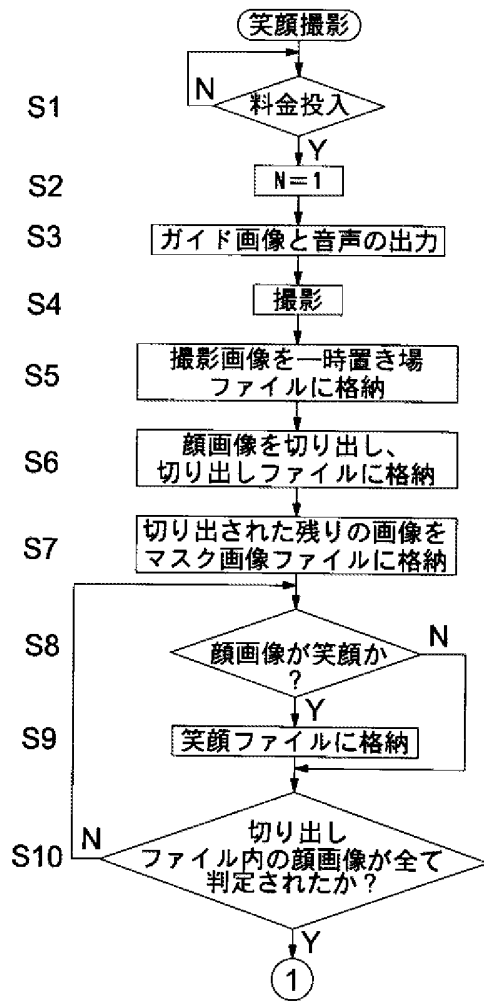 笑顔撮影
N
S1
料金投入
Y
S2
N=1
S3
ガイド画像と音声の出力
S4
撮影
S5
撮影画像を一時置き場
ファイルに格納
S6
顔画像を切り出し、
切り出しファイルに格納
S7
切り出された残りの画像を
マスク画像ファイルに格納
S8
顔画像が笑顔か
?
N
Y
S9
笑顔ファイルに格納
N
S10
切り出し
ファイル内の顔画像が全て
判定されたか?
Y
1